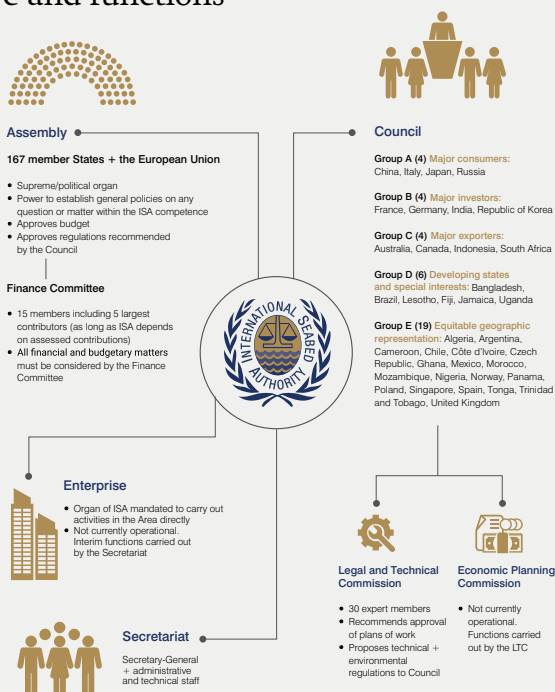 e and functions
Assembly
167 member States + the European Union
• Supreme/political organ
• Power to establish general policies on any
question or matter within the ISA competence
• Approves budget
• Approves regulations recommended
by the Council
Finance Committee
• 15 members including 5 largest
contributors (as long as ISA depends
on assessed contributions)
• All financial and budgetary matters
must be considered by the Finance
Committee
Council
Group A (4) Major consumers:
China, Italy, Japan, Russia
Group B (4) Major investors:
France, Germany, India, Republic of Korea
Group C (4) Major exporters:
Australia, Canada, Indonesia, South Africa
Group D (6) Developing states
and special interests: Bangladesh,
Brazil, Lesotho, Fiji, Jamaica, Uganda
Group E (19) Equitable geographic
representation: Algeria, Argentina,
Cameroon, Chile, Côte d'Ivoire, Czech
Republic, Ghana, Mexico, Morocco,
Mozambique, Nigeria, Norway, Panama,
Poland, Singapore, Spain, Tonga, Trinidad
and Tobago, United Kingdom
INTERNATIONAL SEABED
AUTHORITY
Enterprise
• Organ of ISA mandated to carry out
activities in the Area directly
• Not currently operational.
Interim functions carried out
by the Secretariat
Secretariat
Secretary-General
+ administrative
and technical staff
Legal and Technical
Commission
• 30 expert members
• Recommends approval
of plans of work
• Proposes technical +
environmental
regulations to Council
Economic Planning
Commission
• Not currently
operational.
Functions carried
out by the LTC